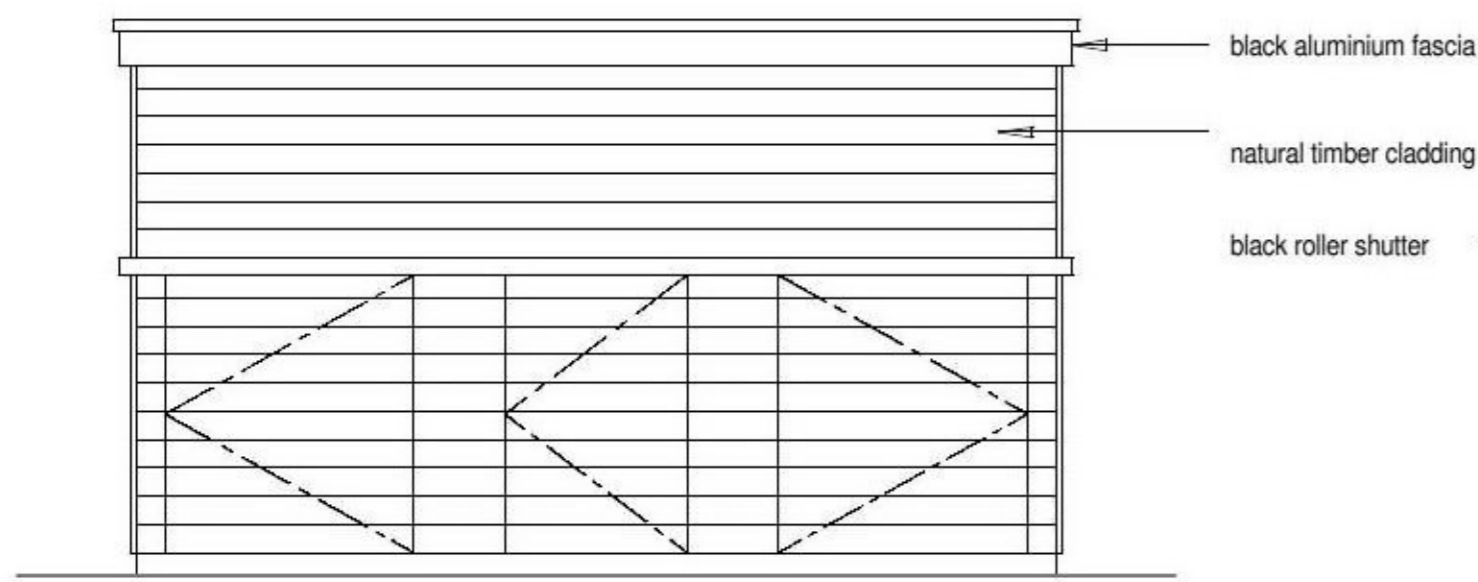 black aluminium fascia
natural timber cladding
black roller shutter